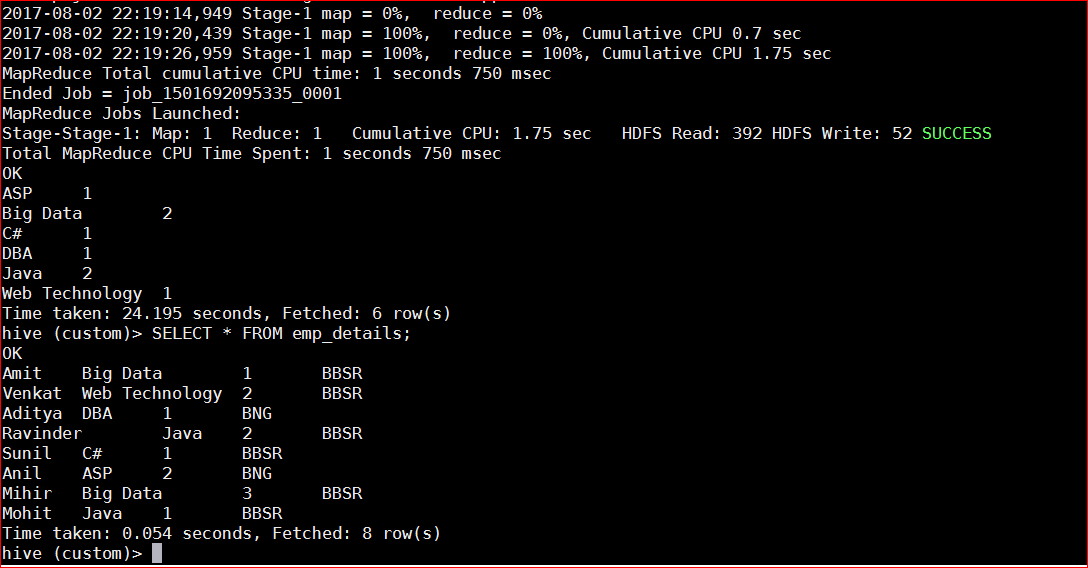 2017-08-02 22:19:14,949 Stage-1 map = 0%,  reduce = 0%
2017-08-02 22:19:20,439 Stage-1 map = 100%,  reduce = 0%, Cumulative CPU 0.7 sec
2017-08-02 22:19:26,959 Stage-1 map = 100%,  reduce = 100%, Cumulative CPU 1.75 sec
MapReduce Total cumulative CPU time: 1 seconds 750 msec
Ended Job = job_1501692095335_0001
MapReduce Jobs Launched:
Stage-Stage-1: Map: 1  Reduce: 1   Cumulative CPU: 1.75 sec   HDFS Read: 392 HDFS Write: 52 SUCCESS
Total MapReduce CPU Time Spent: 1 seconds 750 msec
OK
ASP     1
Big Data        2
C#      1
DBA     1
Java    2
Web Technology  1
Time taken: 24.195 seconds, Fetched: 6 row(s)
hive (custom)> SELECT * FROM emp_details;
OK
Amit    Big Data        1       BBSR
Venkat  Web Technology  2       BBSR
Aditya  DBA     1       BNG
Ravinder        Java    2       BBSR
Sunil   C#      1       BBSR
Anil    ASP     2       BNG
Mihir   Big Data        3       BBSR
Mohit   Java    1       BBSR
Time taken: 0.054 seconds, Fetched: 8 row(s)
hive (custom)>